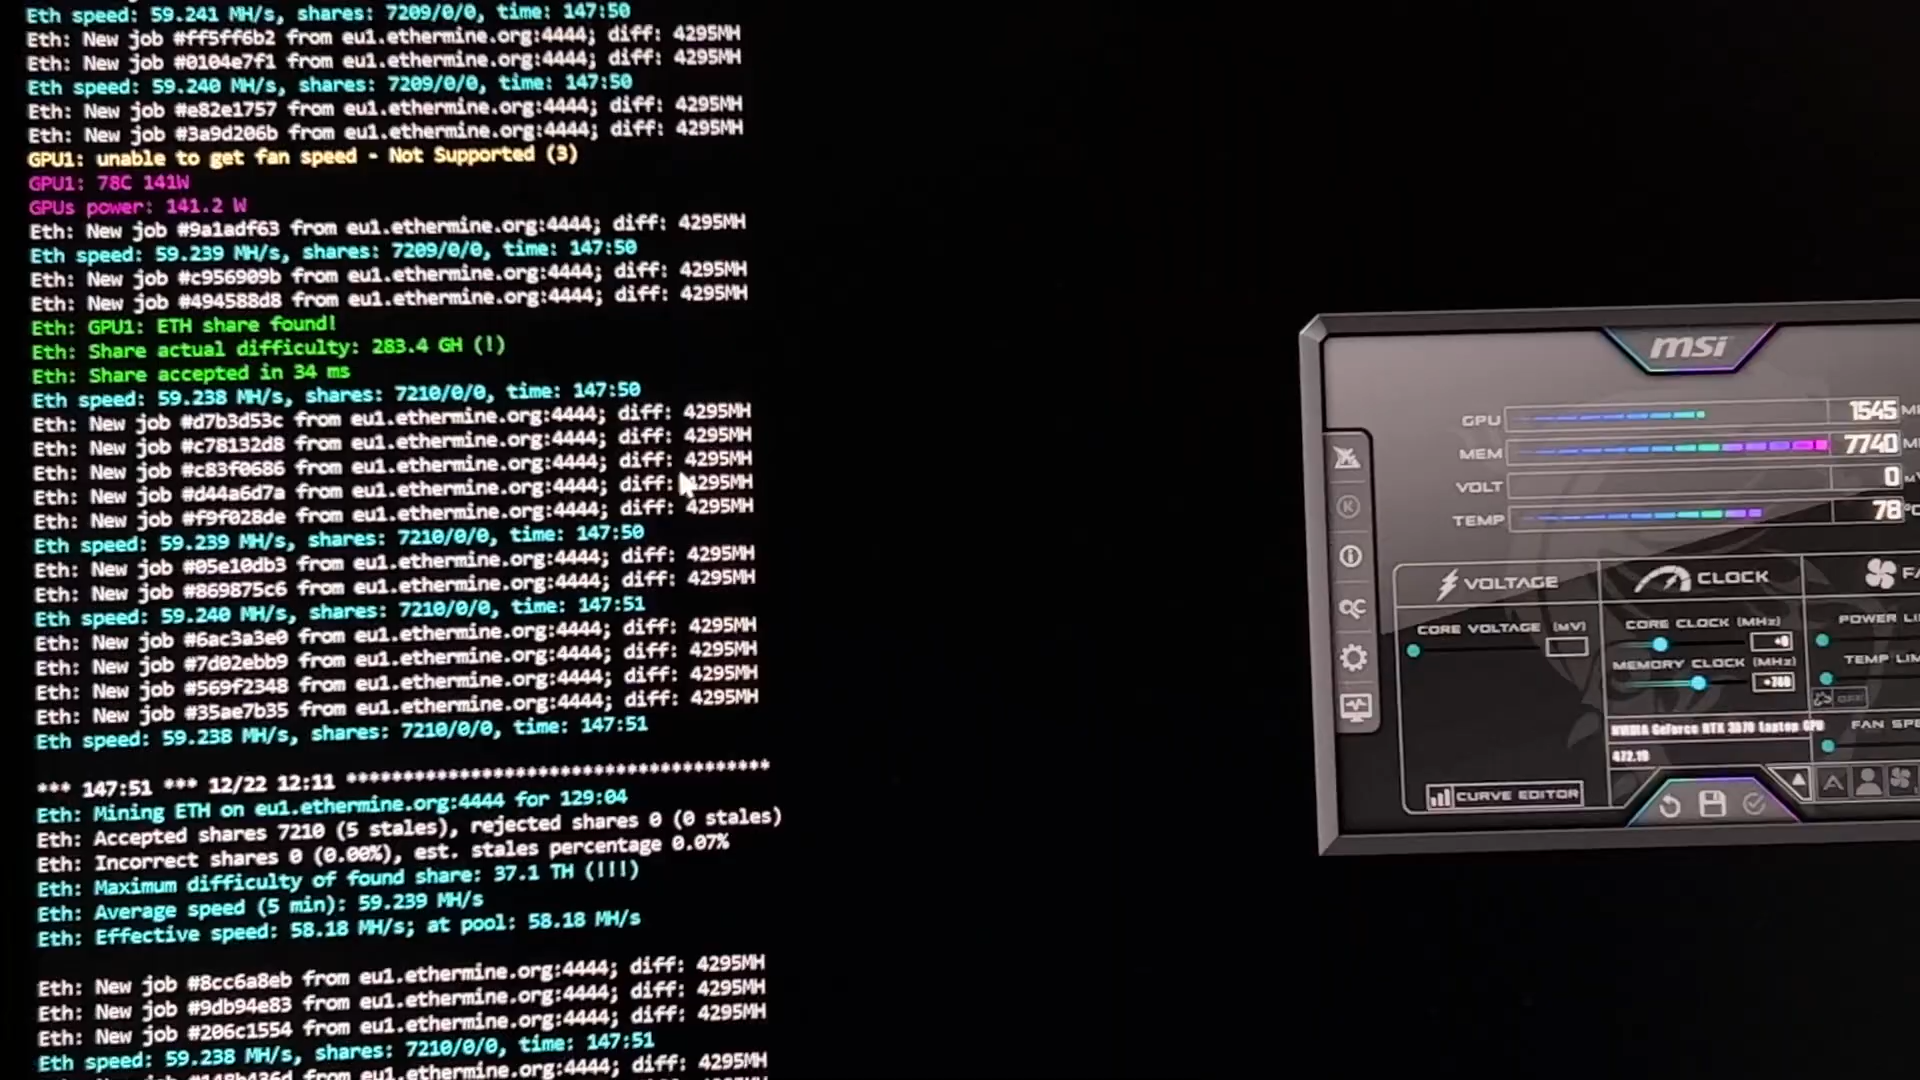 Eth speed: 59.241 MH/s, shares: 7209/0/0, time: 147:50
Eth: New job #ff5ff6b2 from eu1.ethermine.org:4444; diff: 4295MH
Eth: New job #0104e7f1 from eu1.ethermine.org:4444; diff: 4295MH
Eth speed: 59.240 MH/s, shares: 7209/0/0, time: 147:50
Eth: New job #e82e1757 from eu1.ethermine.org:4444; diff: 4295MH
Eth: New job #3a9d206b from eu1.ethermine.org:4444; diff: 4295MH
GPU1: unable to get fan speed - Not Supported (3)
GPU1: 78C 141W
GPUs power: 141.2 W
Eth: New job #9a1adf63 from eu1.ethermine.org:4444; diff: 4295MH
Eth speed: 59.239 MH/s, shares: 7209/0/0, time: 147:50
Eth: New job #c956909b from eu1.ethermine.org:4444; diff: 4295MH
Eth: New job #494588d8 from eu1.ethermine.org:4444; diff: 4295MH
Eth: GPU1: ETH share found!
Eth: Share actual difficulty: 283.4 GH (!)
Eth: Share accepted in 34 ms
Eth speed: 59.238 MH/s, shares: 7210/0/0, time: 147:50
Eth: New job #d7b3d53c from eu1.ethermine.org:4444; diff: 4295MH
Eth: New job #c78132d8 from eu1.ethermine.org:4444; diff: 4295MH
Eth: New job #c83f0686 from eu1.ethermine.org:4444; diff: 4295MH
Eth: New job #d44a6d7a from eu1.ethermine.org:4444; diff: 4295MH
Eth: New job #f9f028de from eu1.ethermine.org:4444; diff: 4295MH
Eth speed: 59.239 MH/s, shares: 7210/0/0, time: 147:50
Eth: New job #05e10db3 from eu1.ethermine.org:4444; diff: 4295MH
Eth: New job #869875c6 from eu1.ethermine.org:4444; diff: 4295MH
Eth speed: 59.240 MH/s, shares: 7210/0/0, time: 147:51
Eth: New job #6ac3a3e0 from eu1.ethermine.org:4444; diff: 4295MH
Eth: New job #7d02ebb9 from eu1.ethermine.org:4444; diff: 4295MH
Eth: New job #569f2348 from eu1.ethermine.org:4444; diff: 4295MH
Eth: New job #35ae7b35 from eu1.ethermine.org:4444; diff: 4295MH
Eth speed: 59.238 MH/s, shares: 7210/0/0, time: 147:51
*** 147:51 *** 12/22 12:11 *************************************
Eth: Mining ETH on eu1.ethermine.org:4444 for 129:04
Eth: Accepted shares 7210 (5 stales), rejected shares 0 (0 stales)
Eth: Incorrect shares 0 (0.00%), est. stales percentage 0.07%
Eth: Maximum difficulty of found share: 37.1 TH (!!!)
Eth: Average speed (5 min): 59.239 MH/s
Eth: Effective speed: 58.18 MH/s; at pool: 58.18 MH/s
Eth: New job #8cc6a8eb from eu1.ethermine.org:4444; diff: 4295MH
Eth: New job #9db94e83 from eu1.ethermine.org:4444; diff: 4295MH
Eth: New job #206c1554 from eu1.ethermine.org:4444; diff: 4295MH
Eth speed: 59.238 MH/s, shares: 7210/0/0, time: 147:51
from eu1.ethermine.org:4444; diff: 4295MH
msi
GPU 1545
MEM 7740
VOLT 0
TEMP 78 °C
VOLTAGE
CLOCK
CORE VOLTAGE (MV)
CORE CLOCK (MHz) +0
MEMORY CLOCK (MHz) +740
POWER LI
TEMP LIM
FAN SPE
NVIDIA GeForce RTX 3070 Laptop GPU
472.19
CURVE EDITOR